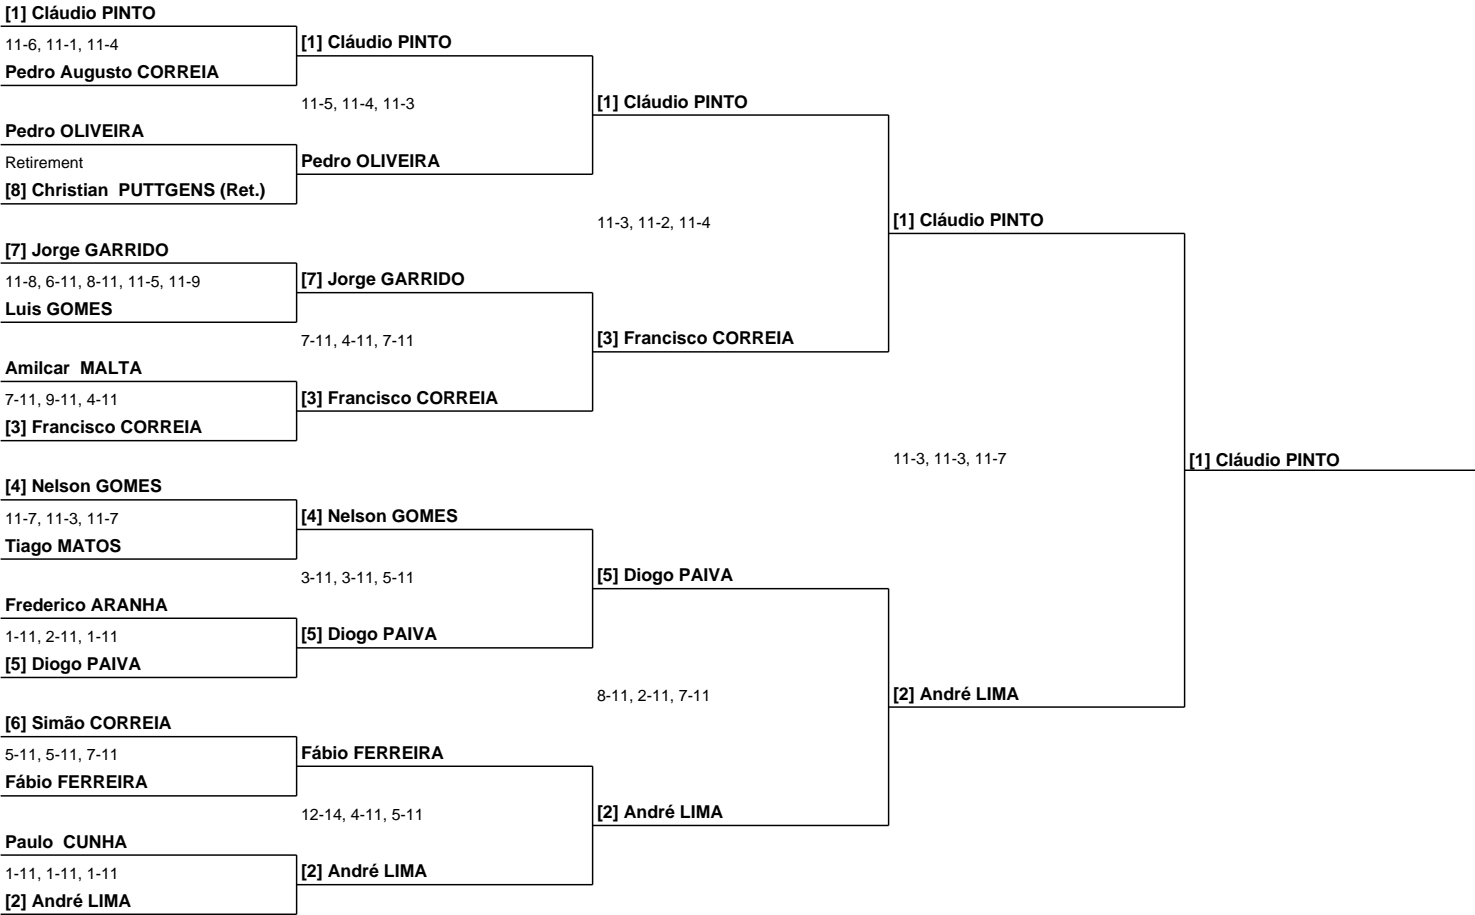 [1] Cláudio PINTO
11-6, 11-1, 11-4
Pedro Augusto CORREIA
Pedro OLIVEIRA
Retirement
[8] Christian  PUTTGENS (Ret.)
[7] Jorge GARRIDO
11-8, 6-11, 8-11, 11-5, 11-9
Luis GOMES
Amilcar  MALTA
7-11, 9-11, 4-11
[3] Francisco CORREIA
[4] Nelson GOMES
11-7, 11-3, 11-7
Tiago MATOS
Frederico ARANHA
1-11, 2-11, 1-11
[5] Diogo PAIVA
[6] Simão CORREIA
5-11, 5-11, 7-11
Fábio FERREIRA
Paulo  CUNHA
1-11, 1-11, 1-11
[2] André LIMA
[1] Cláudio PINTO
11-5, 11-4, 11-3
Pedro OLIVEIRA
[7] Jorge GARRIDO
7-11, 4-11, 7-11
[3] Francisco CORREIA
[4] Nelson GOMES
3-11, 3-11, 5-11
[5] Diogo PAIVA
Fábio FERREIRA
12-14, 4-11, 5-11
[2] André LIMA
[1] Cláudio PINTO
11-3, 11-2, 11-4
[3] Francisco CORREIA
[5] Diogo PAIVA
8-11, 2-11, 7-11
[2] André LIMA
[1] Cláudio PINTO
11-3, 11-3, 11-7
[2] André LIMA
[1] Cláudio PINTO